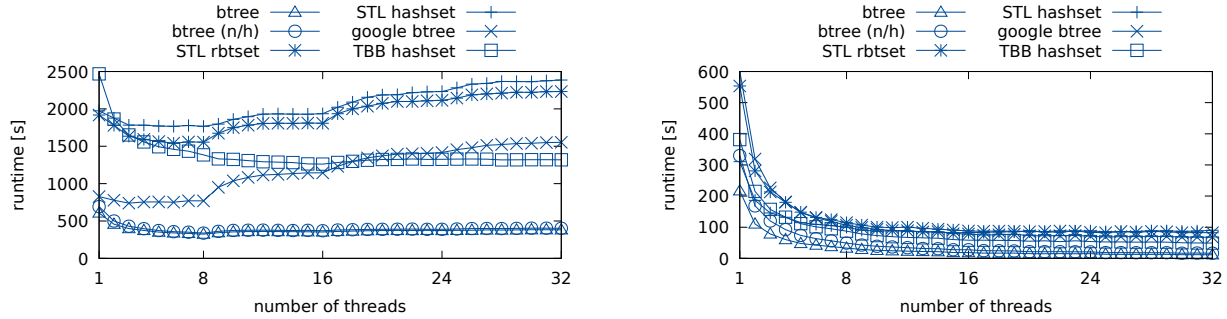 btree
btree (n/h)
STL rbtset
STL hashset
google btree
TBB hashset
2500
2000
1500
1000
500
0
runtime [s]
1
8
16
24
32
number of threads
btree
btree (n/h)
STL rbtset
STL hashset
google btree
TBB hashset
600
500
400
300
200
100
0
runtime [s]
1
8
16
24
32
number of threads